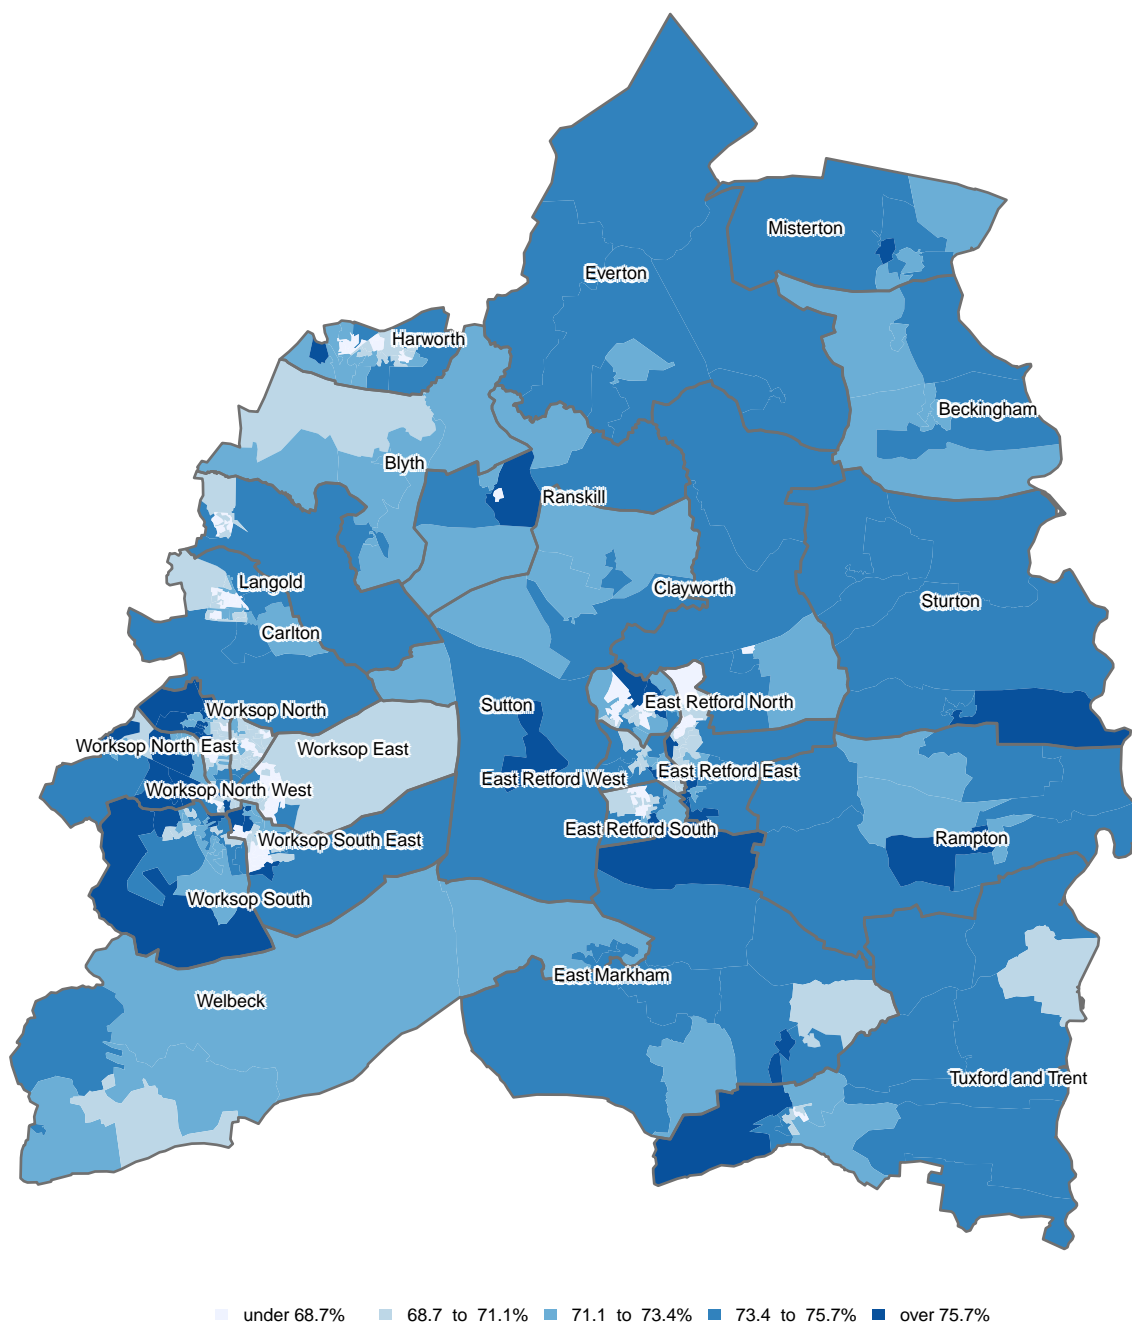 Misterton
Everton
Harworth
Beckingham
Blyth
Ranskill
Langold
Clayworth
Sturton
Carlton
Sutton
East Retford North
Worksop North
Worksop North East
Worksop East
East Retford West
East Retford East
Worksop North West
East Retford South
Worksop South East
Rampton
Worksop South
East Markham
Welbeck
Tuxford and Trent
under 68.7% 68.7 to 71.1% 71.1 to 73.4% 73.4 to 75.7% over 75.7%